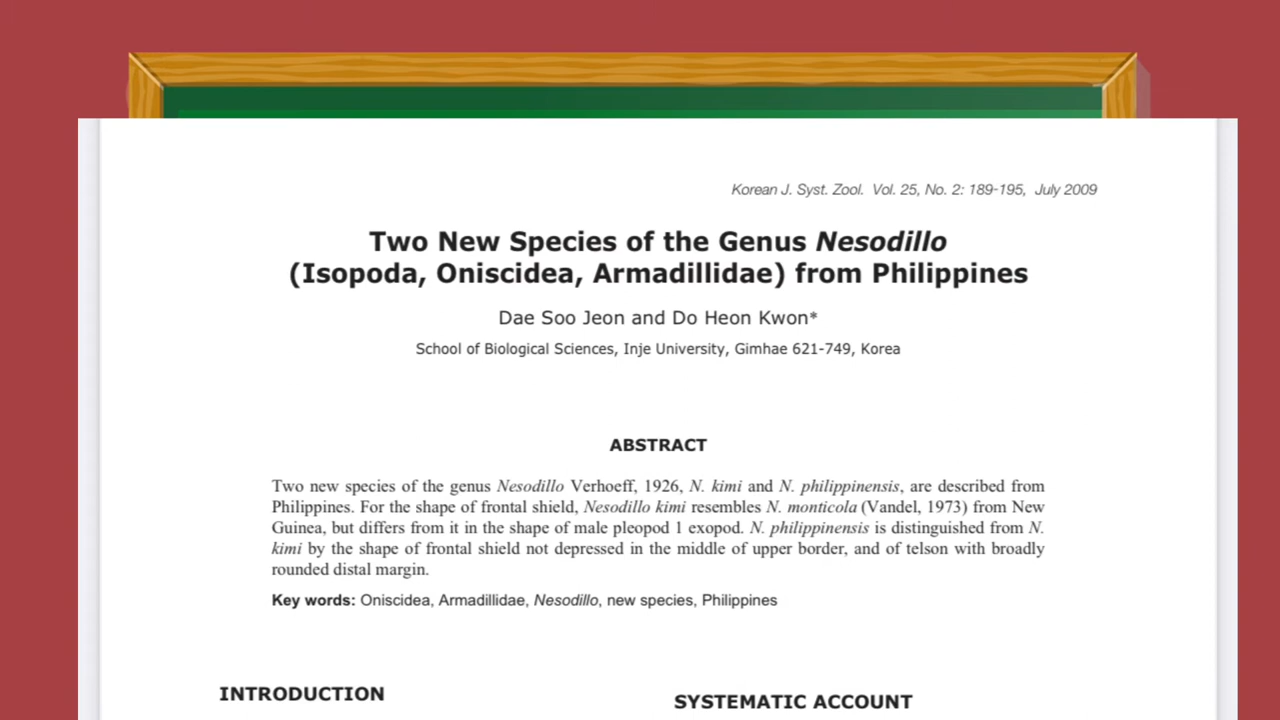 Korean J. Syst. Zool. Vol. 25, No. 2: 189-195, July 2009
Two New Species of the Genus Nesodillo
(Isopoda, Oniscidea, Armadillidae) from Philippines
Dae Soo Jeon and Do Heon Kwon*
School of Biological Sciences, Inje University, Gimhae 621-749, Korea
ABSTRACT
Two new species of the genus Nesodillo Verhoeff, 1926, N. kimi and N. philippinensis, are described from
Philippines. For the shape of frontal shield, Nesodillo kimi resembles N. monticola (Vandel, 1973) from New
Guinea, but differs from it in the shape of male pleopod 1 exopod. N. philippinensis is distinguished from N.
kimi by the shape of frontal shield not depressed in the middle of upper border, and of telson with broadly
rounded distal margin.
Key words: Oniscidea, Armadillidae, Nesodillo, new species, Philippines
INTRODUCTION
SYSTEMATIC ACCOUNT